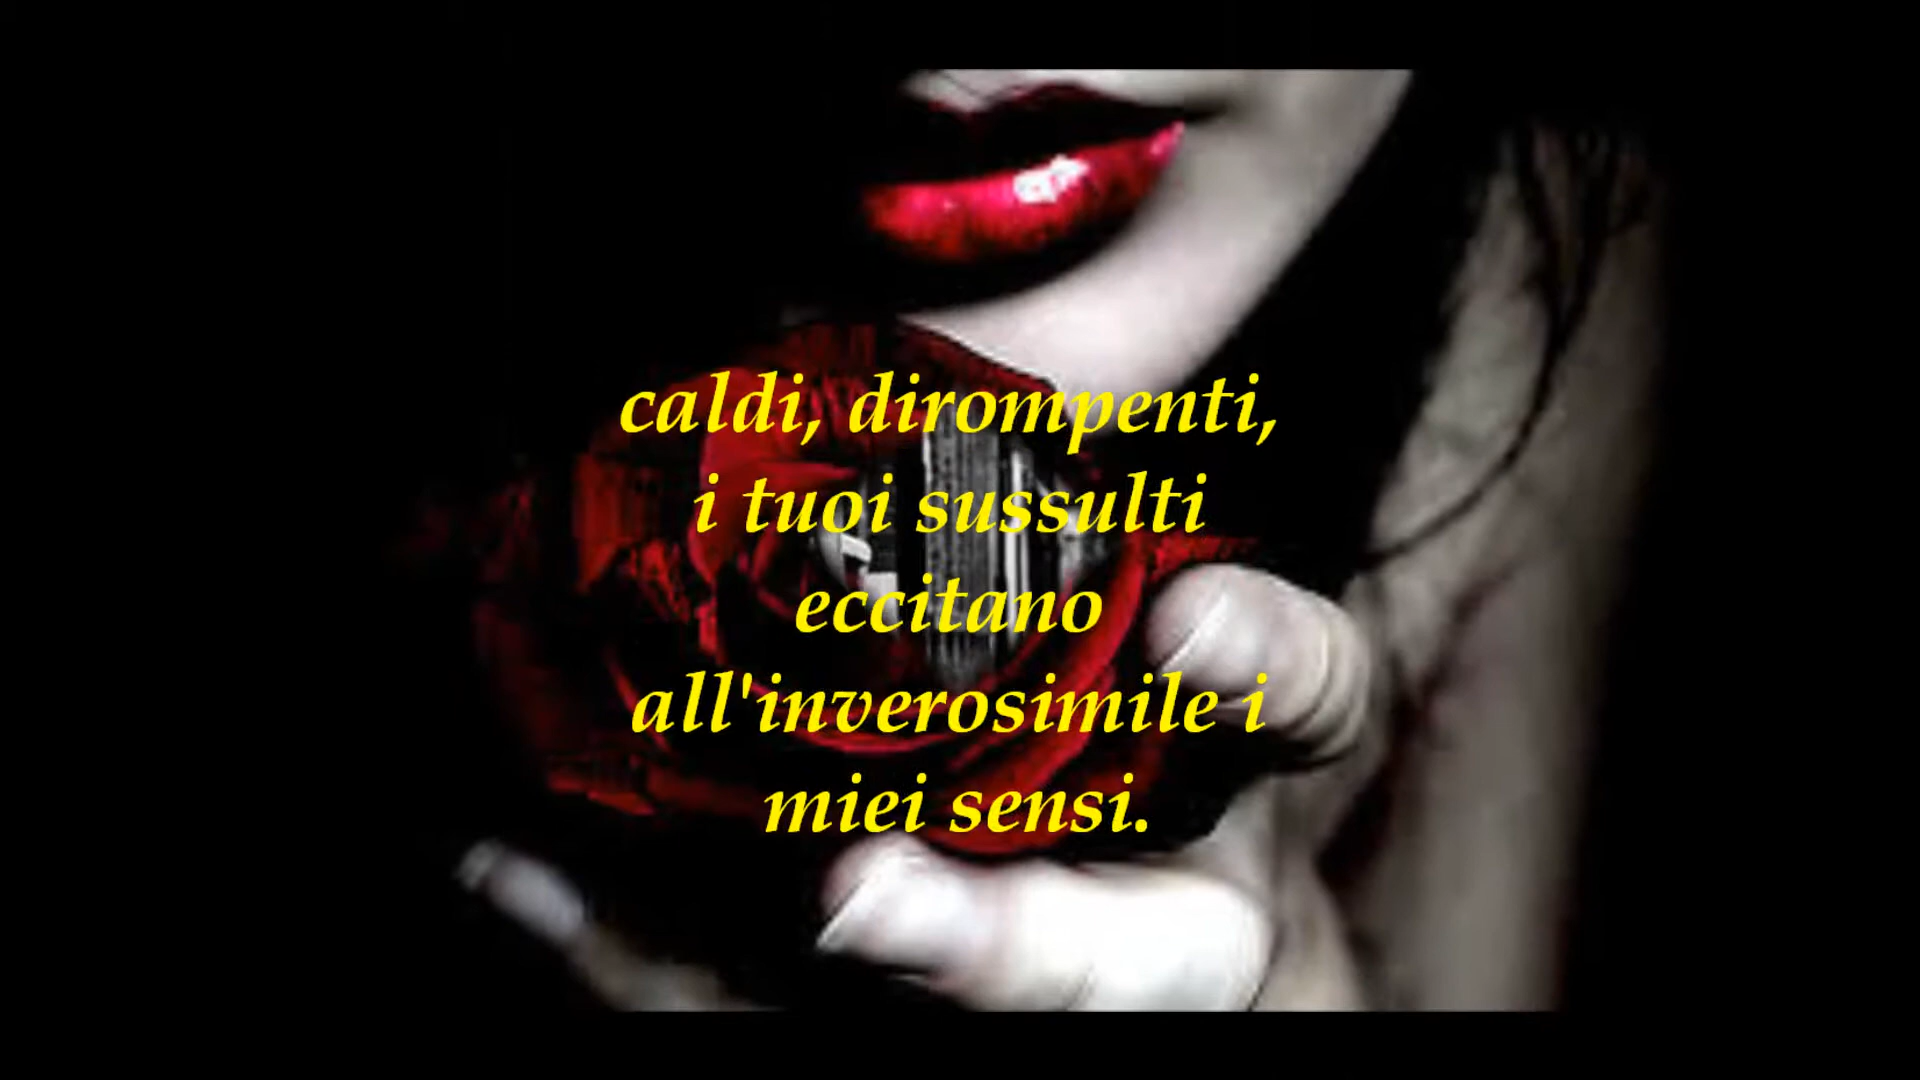 caldi, dirompenti,
i tuoi sussulti
eccitano
all'inverosimile i
miei sensi.